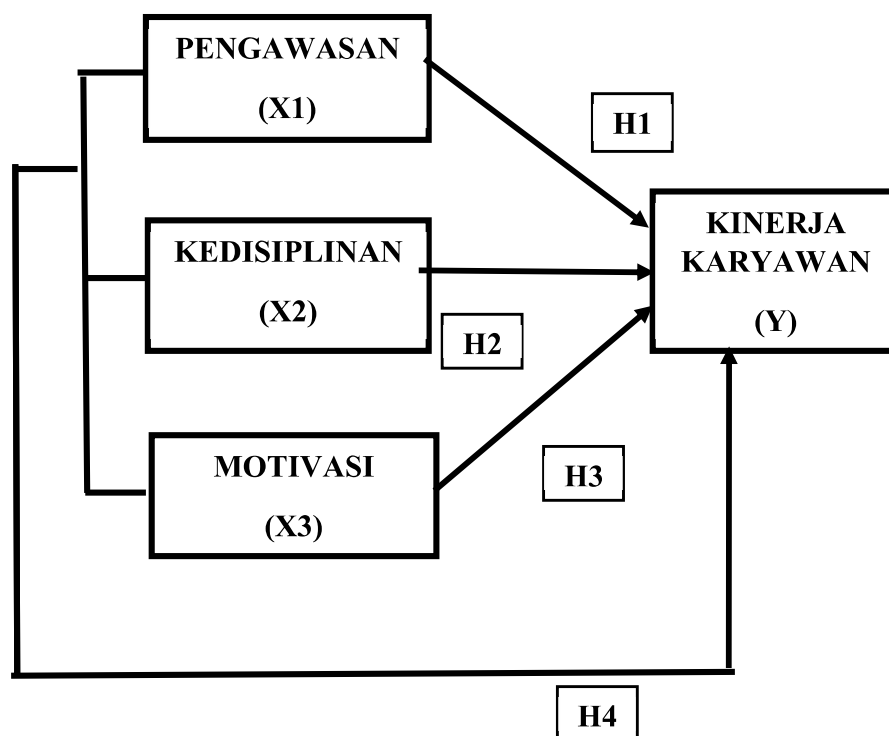 PENGAWASAN
(X1)
H1
KINERJA
KARYAWAN
(Y)
KEDISIPLINAN
(X2)
H2
MOTIVASI
(X3)
H3
H4